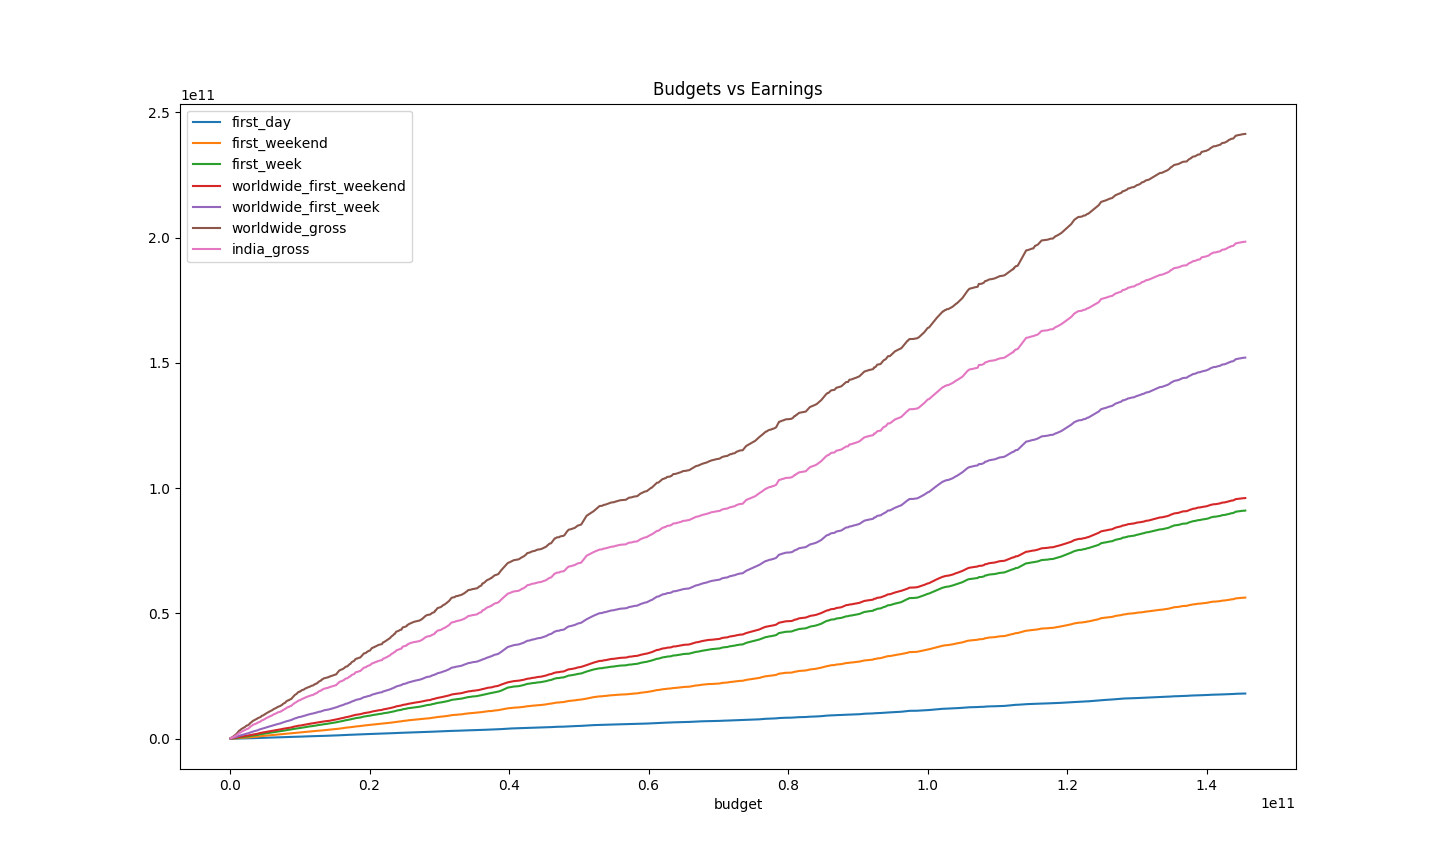 Budgets vs Earnings
1e11
2.5
2.0
1.5
1.0
0.5
0.0
first_day
first_weekend
first_week
worldwide_first_weekend
worldwide_first_week
worldwide_gross
india_gross
0.0 0.2 0.4 0.6 0.8 1.0 1.2 1.4
budget
1e11